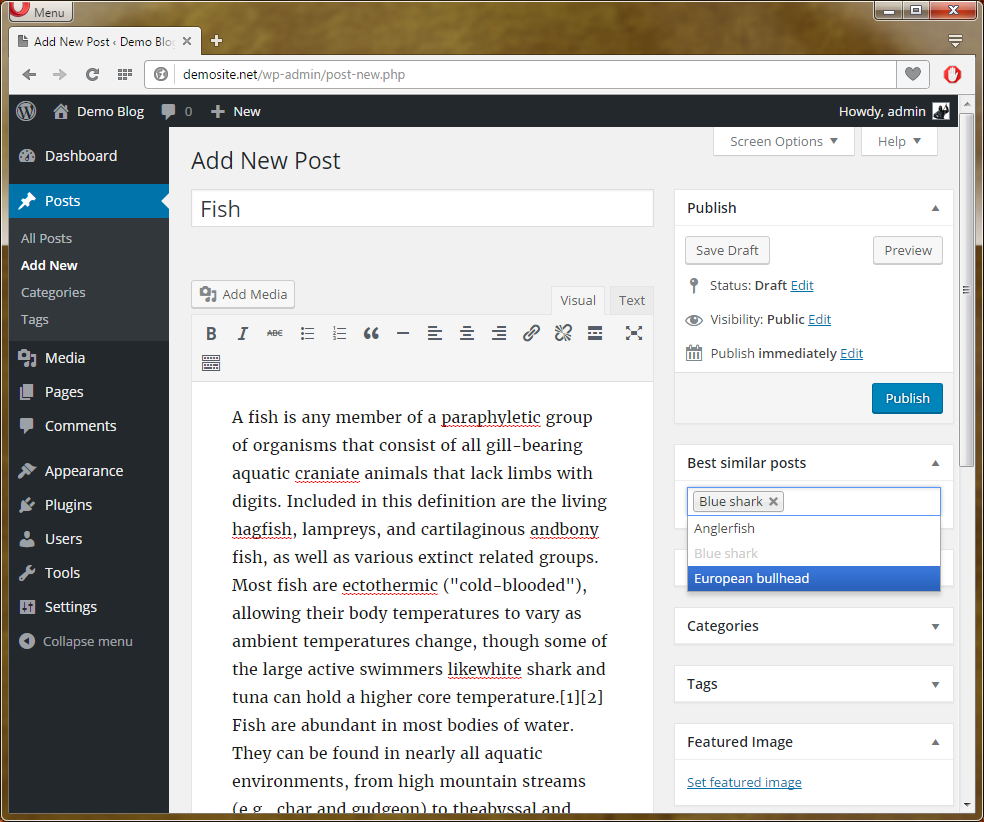 Menu
Add New Post ‹ Demo Blo
demosite.net/wp-admin/post-new.php
Demo Blog 0 New Howdy, admin
Dashboard
Posts
All Posts
Add New
Categories
Tags
Media
Pages
Comments
Appearance
Plugins
Users
Tools
Settings
Collapse menu
Screen Options Help
Add New Post
Fish
Add Media
Visual Text
B I ABC
A fish is any member of a paraphyletic group
of organisms that consist of all gill-bearing
aquatic craniate animals that lack limbs with
digits. Included in this definition are the living
hagfish, lampreys, and cartilaginous andbony
fish, as well as various extinct related groups.
Most fish are ectothermic ("cold-blooded"),
allowing their body temperatures to vary as
ambient temperatures change, though some of
the large active swimmers likewhite shark and
tuna can hold a higher core temperature.[1][2]
Fish are abundant in most bodies of water.
They can be found in nearly all aquatic
environments, from high mountain streams
(e.g., char and gudgeon) to theabyssal and
Publish
Save Draft Preview
Status: Draft Edit
Visibility: Public Edit
Publish immediately Edit
Publish
Best similar posts
Blue shark
Anglerfish
Blue shark
European bullhead
Categories
Tags
Featured Image
Set featured image